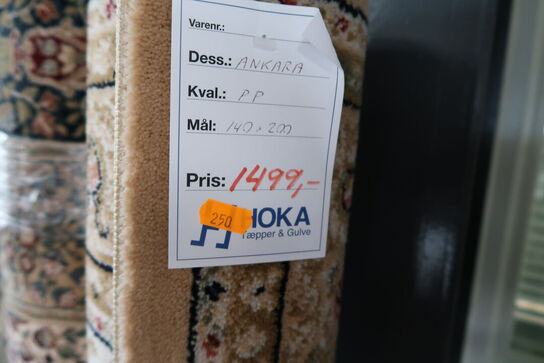 Varenr.:
Dess.: ANKARA
Kval.: PP
Mål: 140 x 200
Pris: 1499,-
250
HOKA
Tæpper & Gulve